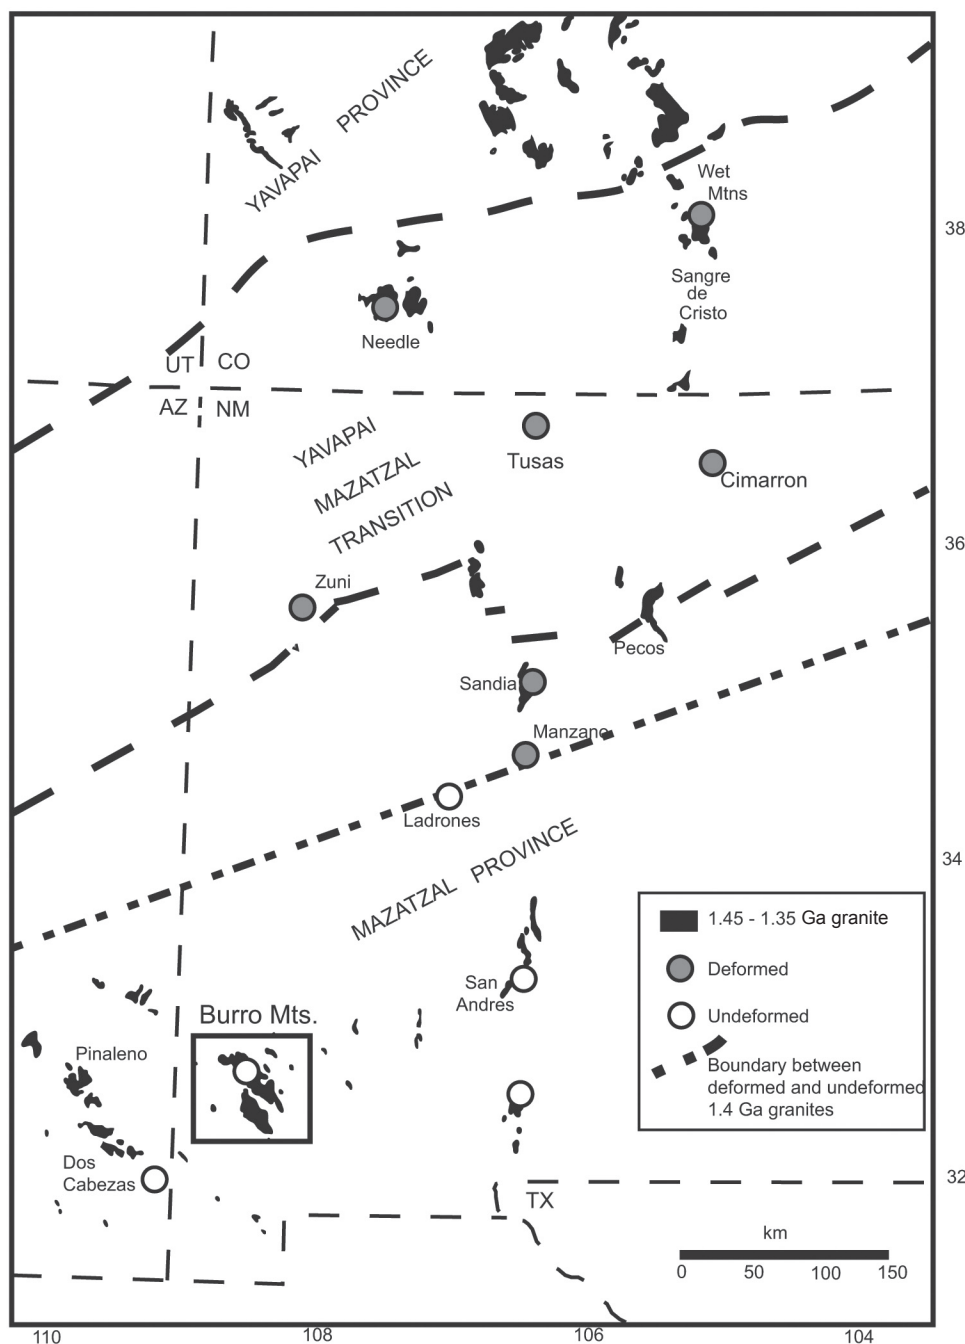 YAVAPAI PROVINCE
Wet
Mtns
38
Sangre
de
Cristo
Needle
UT CO
AZ NM
YAVAPAI
MAZATZAL
TRANSITION
Tusas
Cimarron
36
Zuni
Pecos
Sandia
Manzano
Ladrones
MAZATZAL PROVINCE
34
1.45 - 1.35 Ga granite
Deformed
Undeformed
Boundary between
deformed and undeformed
1.4 Ga granites
San
Andres
Burro Mts.
Pinaleno
Dos
Cabezas
32
TX
km
0 50 100 150
110 108 106 104